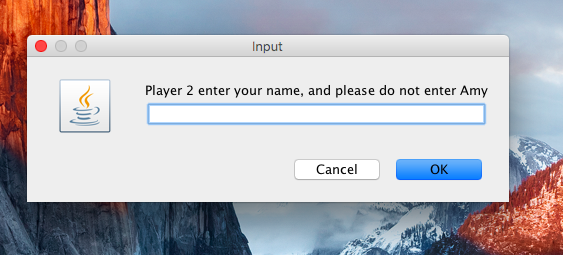 Input
Player 2 enter your name, and please do not enter Amy
Cancel
OK